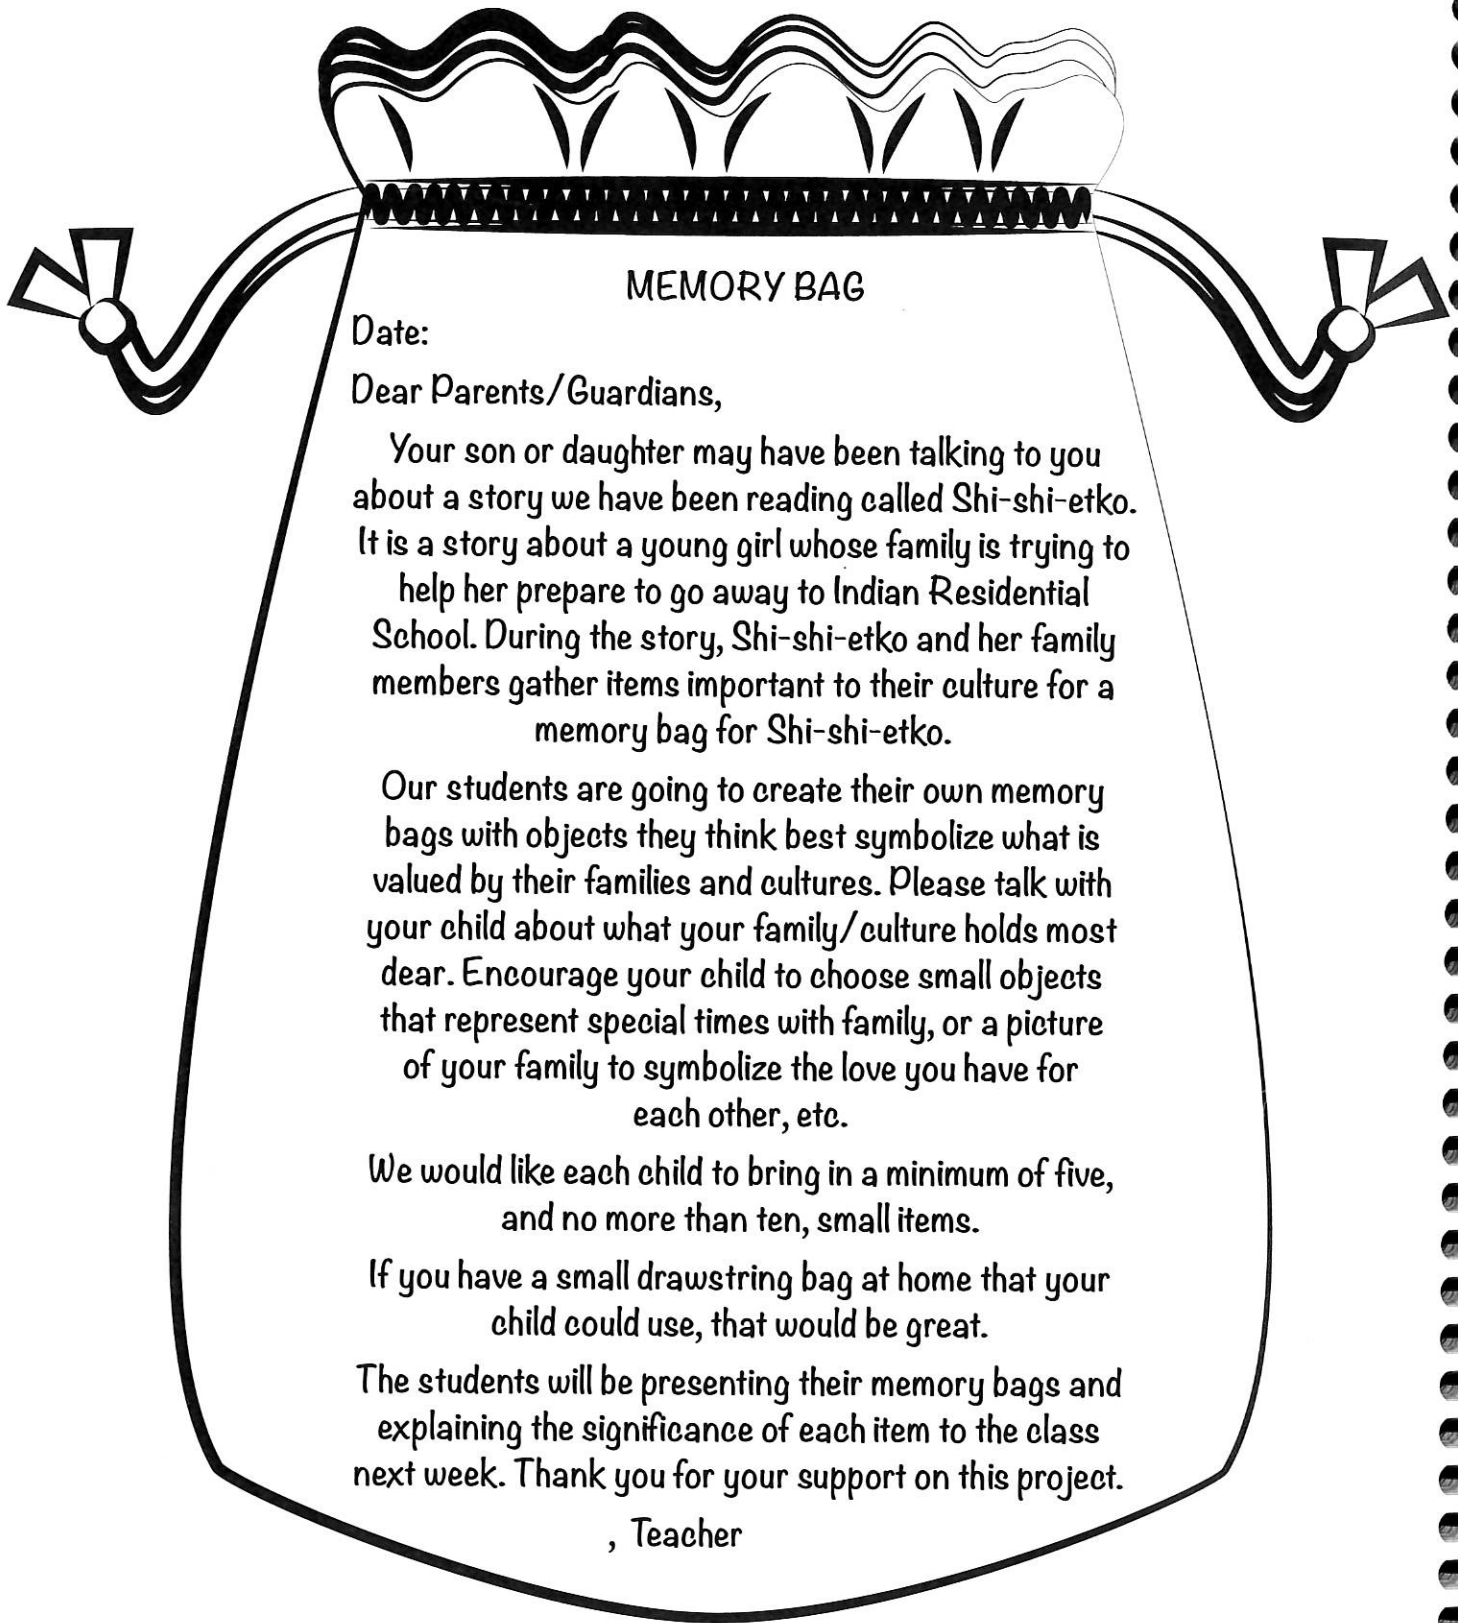 MEMORY BAG
Date:
Dear Parents/Guardians,
Your son or daughter may have been talking to you
about a story we have been reading called Shi-shi-etko.
It is a story about a young girl whose family is trying to
help her prepare to go away to Indian Residential
School. During the story, Shi-shi-etko and her family
members gather items important to their culture for a
memory bag for Shi-shi-etko.
Our students are going to create their own memory
bags with objects they think best symbolize what is
valued by their families and cultures. Please talk with
your child about what your family/culture holds most
dear. Encourage your child to choose small objects
that represent special times with family, or a picture
of your family to symbolize the love you have for
each other, etc.
We would like each child to bring in a minimum of five,
and no more than ten, small items.
If you have a small drawstring bag at home that your
child could use, that would be great.
The students will be presenting their memory bags and
explaining the significance of each item to the class
next week. Thank you for your support on this project.
, Teacher